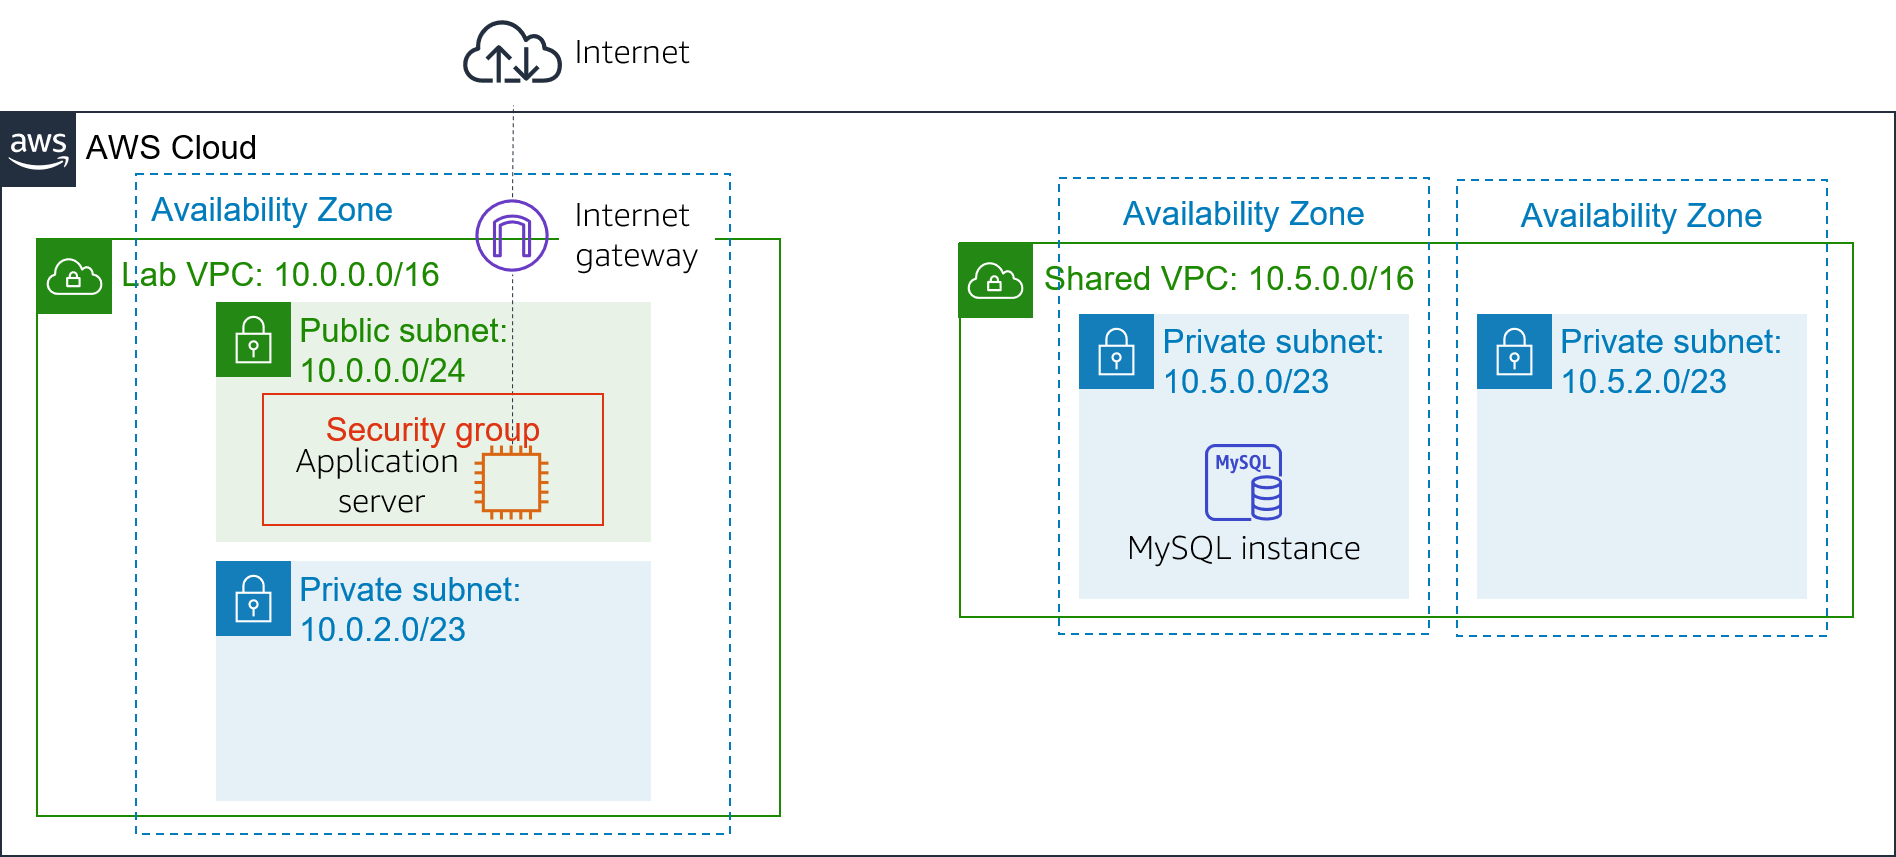 Internet
aws
AWS Cloud
Availability Zone
Internet
gateway
Lab VPC: 10.0.0.0/16
Public subnet:
10.0.0.0/24
Security group
Application
server
Private subnet:
10.0.2.0/23
Availability Zone
Availability Zone
Shared VPC: 10.5.0.0/16
Private subnet:
10.5.0.0/23
MySQL
MySQL instance
Private subnet:
10.5.2.0/23